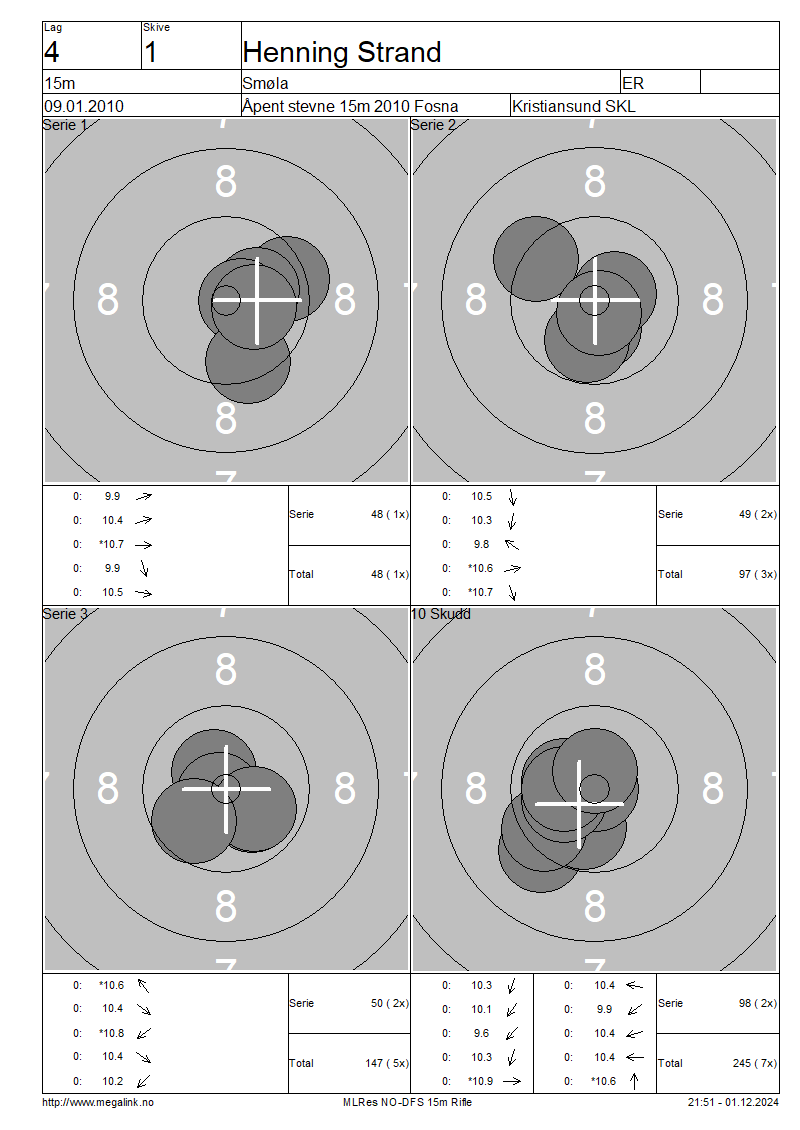 Lag
Skive
4
1
Henning Strand
15m
Smøla
ER
09.01.2010
Åpent stevne 15m 2010 Fosna
Kristiansund SKL
Serie 1
7
8
7
8
8
8
7
Serie 2
7
8
8
8
7
8
7
0: 9.9
0: 10.4
0: *10.7
0: 9.9
0: 10.5
Serie 48 ( 1x)
Total 48 ( 1x)
0: 10.5
0: 10.3
0: 9.8
0: *10.6
0: *10.7
Serie 49 ( 2x)
Total 97 ( 3x)
Serie 3
7
8
7
8
8
8
7
10 Skudd
7
8
8
8
7
8
7
0: *10.6
0: 10.4
0: *10.8
0: 10.4
0: 10.2
Serie 50 ( 2x)
Total 147 ( 5x)
0: 10.3
0: 10.1
0: 9.6
0: 10.3
0: *10.9
0: 10.4
0: 9.9
0: 10.4
0: 10.4
0: *10.6
Serie 98 ( 2x)
Total 245 ( 7x)
http://www.megalink.no
MLRes NO-DFS 15m Rifle
21:51 - 01.12.2024